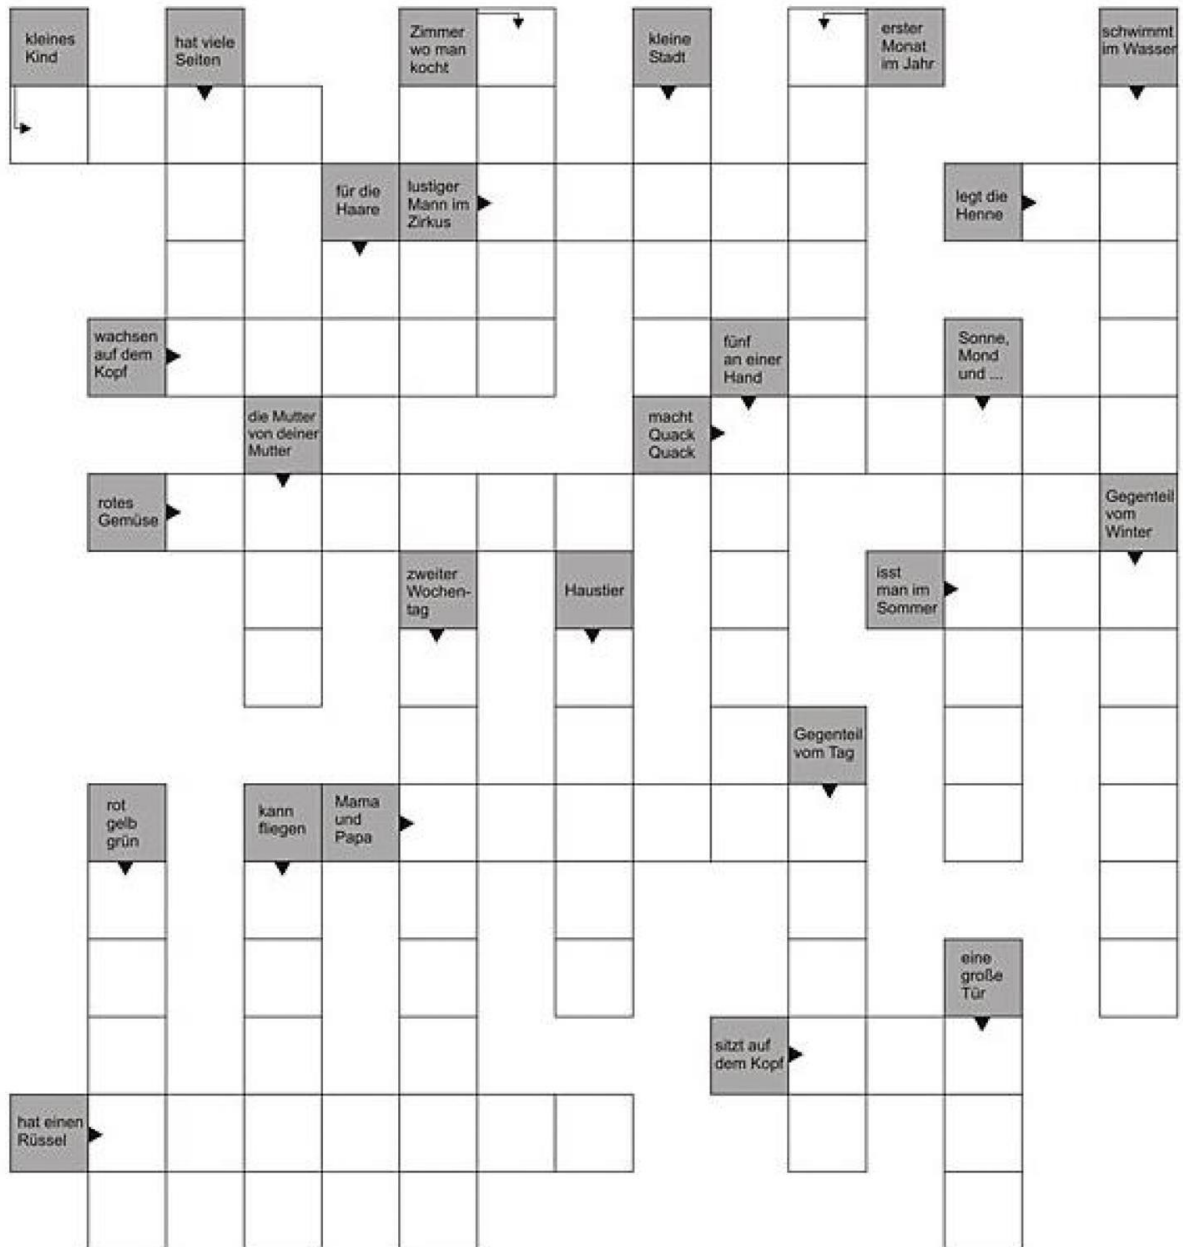 kleines
Kind
hat viele
Seiten
Zimmer
wo man
kocht
kleine
Stadt
erster
Monat
im Jahr
schwimmt
im Wasser
für die
Haare
lustiger
Mann im
Zirkus
legt die
Henne
wachsen
auf dem
Kopf
fünf
an einer
Hand
Sonne,
Mond
und ...
die Mutter
von deiner
Mutter
macht
Quack
Quack
rotes
Gemüse
Gegenteil
vom
Winter
zweiter
Wochen-
tag
Haustier
isst
man im
Sommer
Gegenteil
vom Tag
rot
gelb
grün
kann
fliegen
Mama
und
Papa
eine
große
Tür
sitzt auf
dem Kopf
hat einen
Rüssel